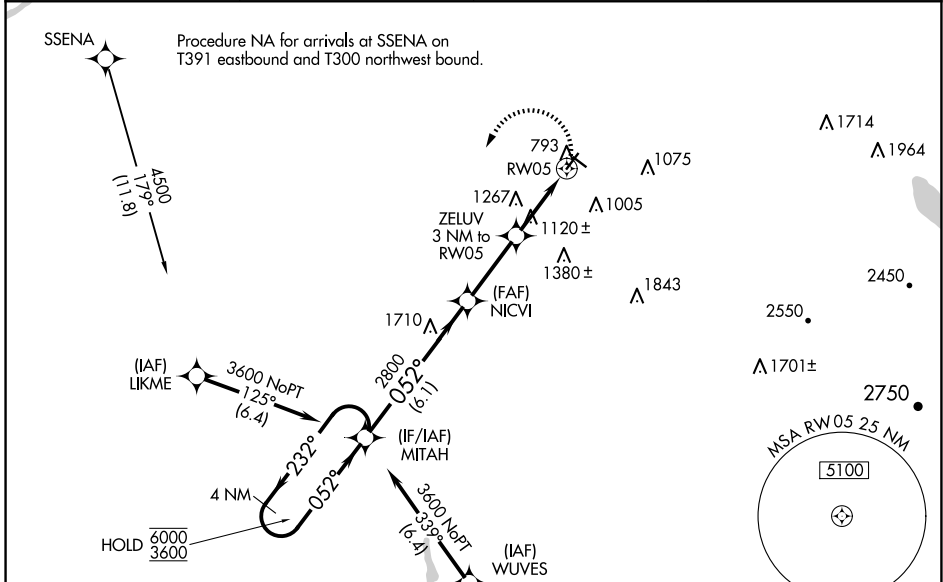 SSENA
Procedure NA for arrivals at SSENA on
T391 eastbound and T300 northwest bound.
4500
179°
(11.8)
793
RW05
1075
1714
1964
1267
1005
ZELUV
3 NM to
RW05
1120 ±
1380 ±
1843
2450
2550
(FAF)
NICVI
1710
1701±
2750
(IAF)
LIKME
3600 NoPT
125°
(6.4)
2800
052°
(6.1)
(IF/IAF)
MITAH
232°
052°
4 NM
HOLD 6000
3600
3600 NoPT
339°
(6.4)
(IAF)
WUVES
MSA RW05 25 NM
5100